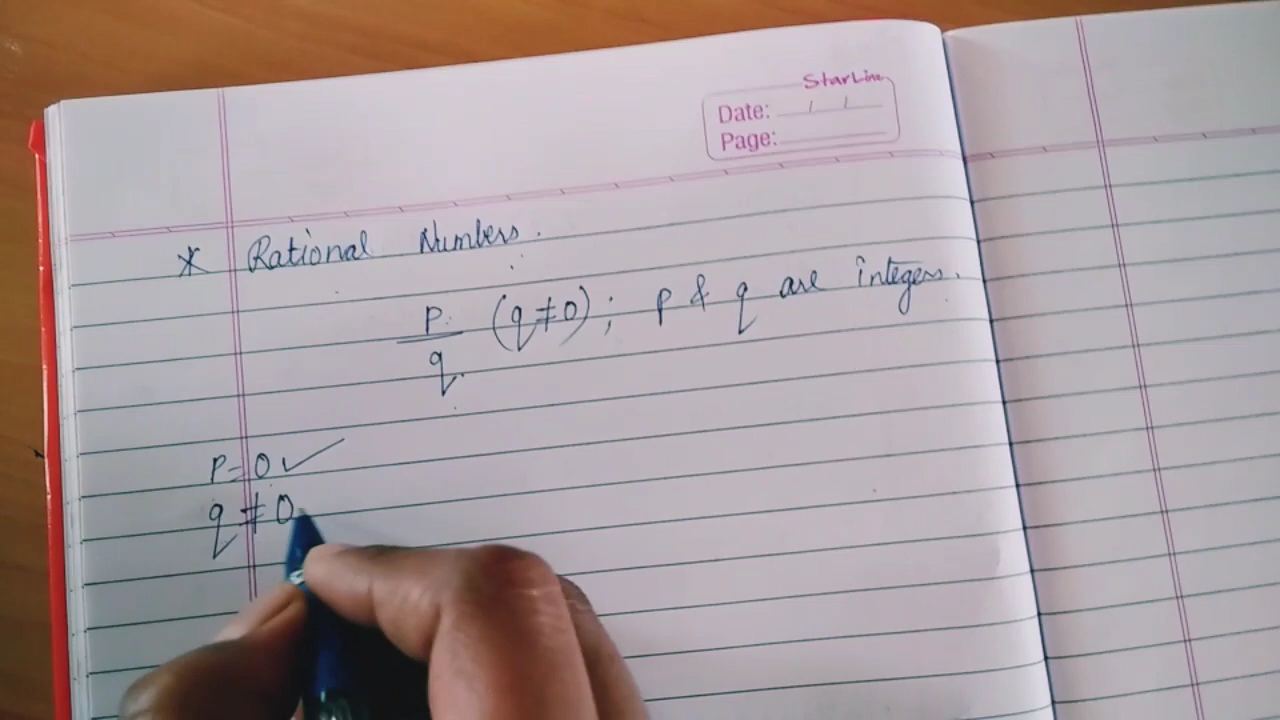 StarLine
Date: / /
Page:
* Rational Numbers.
p/q (q≠0); p & q are integers.
P=0 ✓
q ≠ 0